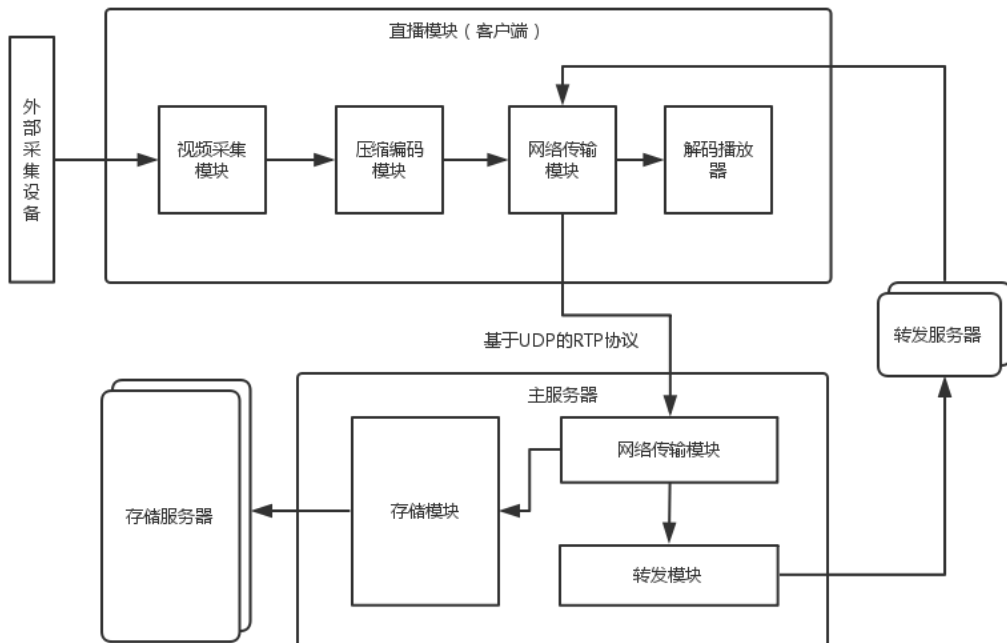 直播模块（客户端）
外部采集设备
视频采集
模块
压缩编码
模块
网络传输
模块
解码播放
器
转发服务器
基于UDP的RTP协议
主服务器
网络传输模块
存储服务器
存储模块
转发模块